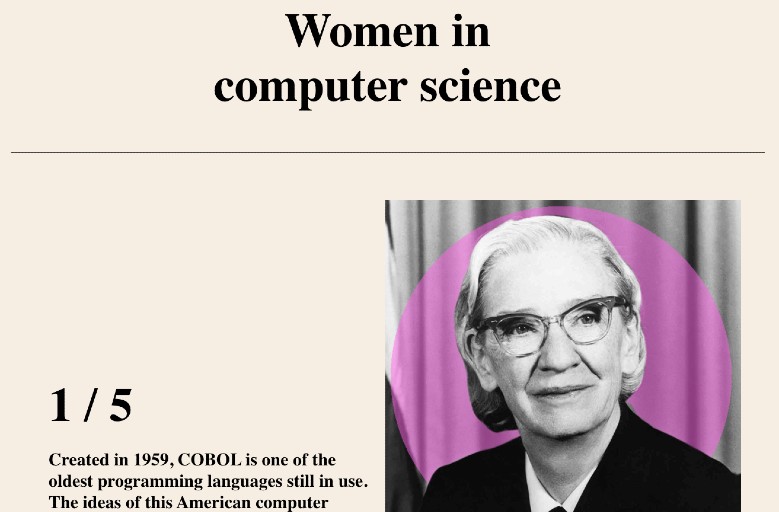 Women in
computer science
1 / 5
Created in 1959, COBOL is one of the
oldest programming languages still in use.
The ideas of this American computer